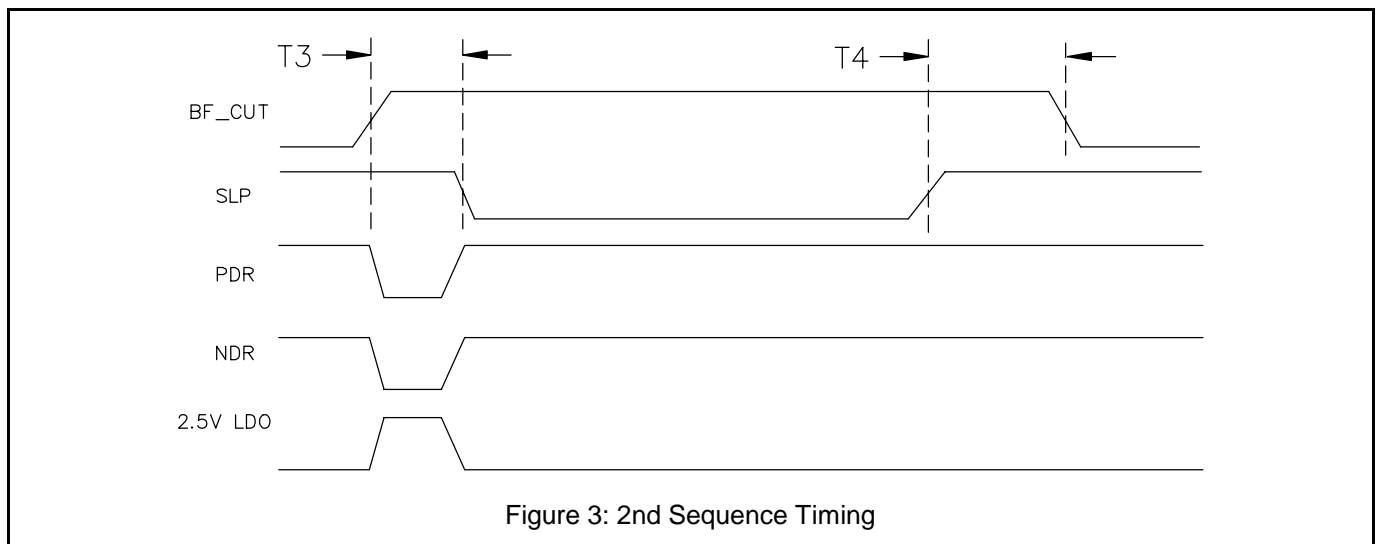 T3
T4
BF_CUT
SLP
PDR
NDR
2.5V LDO
Figure 3: 2nd Sequence Timing